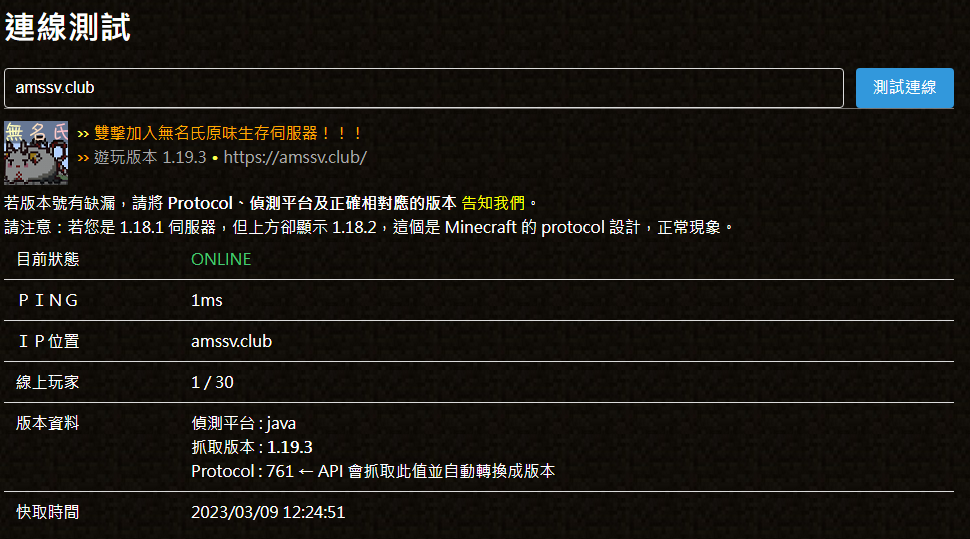 連線測試
amssv.club
測試連線
無名氏
›› 雙擊加入無名氏原味生存伺服器！！！
›› 遊玩版本 1.19.3 • https://amssv.club/
若版本號有缺漏，請將 Protocol、偵測平台及正確相對應的版本 告知我們。
請注意：若您是 1.18.1 伺服器，但上方卻顯示 1.18.2，這個是 Minecraft 的 protocol 設計，正常現象。
目前狀態 ONLINE
ＰＩＮＧ 1ms
ＩＰ位置 amssv.club
線上玩家 1 / 30
版本資料 偵測平台 : java
抓取版本 : 1.19.3
Protocol : 761 ← API 會抓取此值並自動轉換成版本
快取時間 2023/03/09 12:24:51